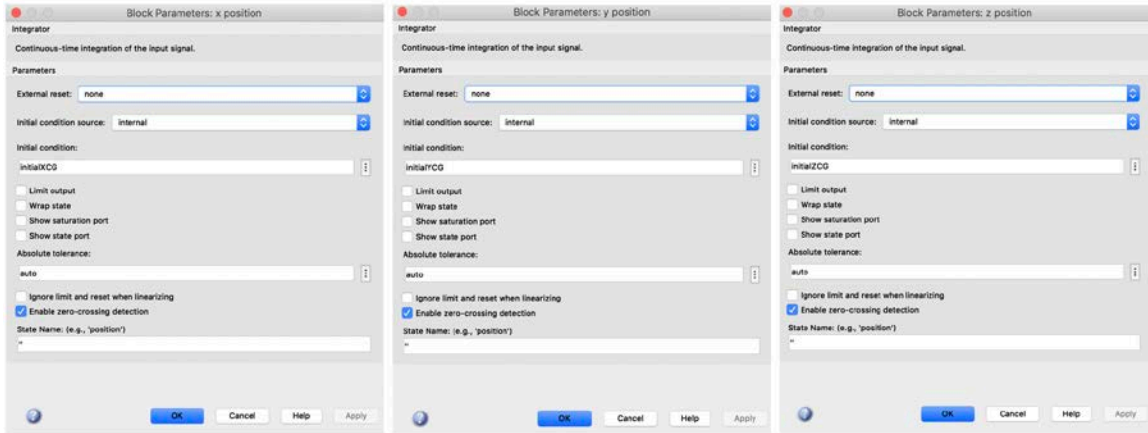 Block Parameters: x position
Integrator
Continuous-time integration of the input signal.
Parameters
External reset: none
Initial condition source: internal
Initial condition:
initialXCG
Limit output
Wrap state
Show saturation port
Show state port
Absolute tolerance:
auto
Ignore limit and reset when linearizing
Enable zero-crossing detection
State Name: (e.g., 'position')
''
OK Cancel Help Apply
Block Parameters: y position
Integrator
Continuous-time integration of the input signal.
Parameters
External reset: none
Initial condition source: internal
Initial condition:
initialYCG
Limit output
Wrap state
Show saturation port
Show state port
Absolute tolerance:
auto
Ignore limit and reset when linearizing
Enable zero-crossing detection
State Name: (e.g., 'position')
''
OK Cancel Help Apply
Block Parameters: z position
Integrator
Continuous-time integration of the input signal.
Parameters
External reset: none
Initial condition source: internal
Initial condition:
initialZCG
Limit output
Wrap state
Show saturation port
Show state port
Absolute tolerance:
auto
Ignore limit and reset when linearizing
Enable zero-crossing detection
State Name: (e.g., 'position')
''
OK Cancel Help Apply